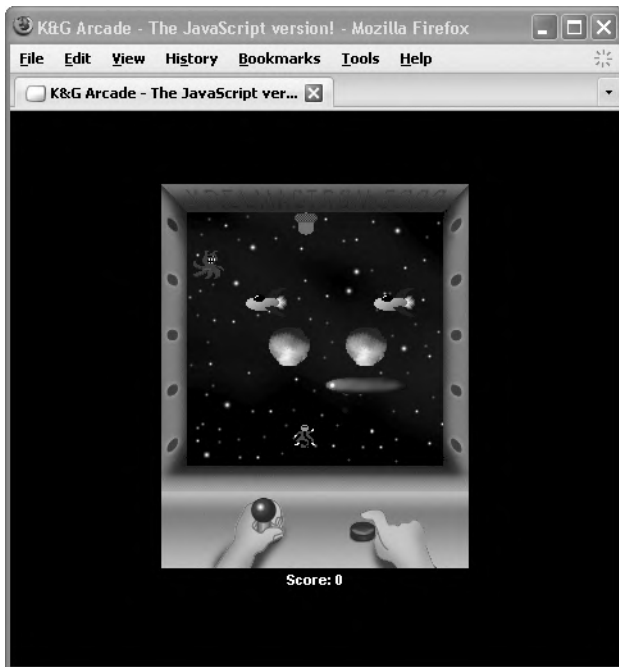 K&G Arcade - The JavaScript version! - Mozilla Firefox
File Edit View History Bookmarks Tools Help
K&G Arcade - The JavaScript ver...
Score: 0